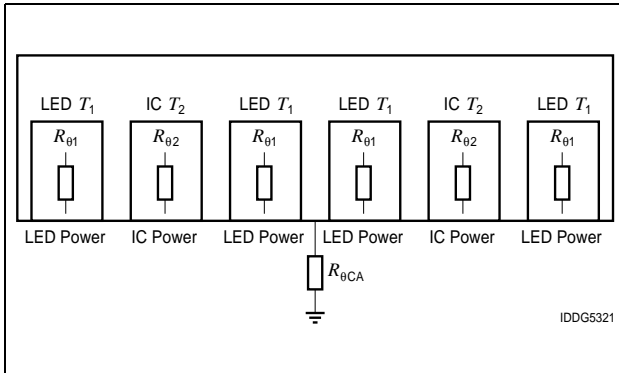 LED T₁ IC T₂ LED T₁ LED T₁ IC T₂ LED T₁
Rθ1 Rθ2 Rθ1 Rθ1 Rθ2 Rθ1
LED Power IC Power LED Power LED Power IC Power LED Power
RθCA
IDDG5321